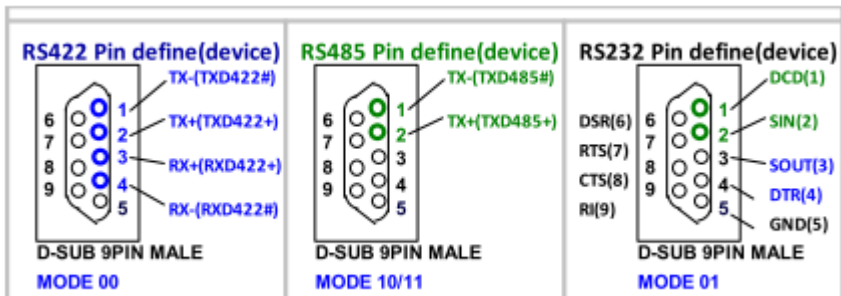 RS422 Pin define(device)
TX-(TXD422#)
1
6
TX+(TXD422+)
2
7
3
RX+(RXD422+)
8
4
9
RX-(RXD422#)
5
D-SUB 9PIN MALE
MODE 00
RS485 Pin define(device)
TX-(TXD485#)
1
6
TX+(TXD485+)
2
7
3
8
4
9
5
D-SUB 9PIN MALE
MODE 10/11
RS232 Pin define(device)
DCD(1)
1
DSR(6)
6
SIN(2)
2
RTS(7)
7
3
SOUT(3)
CTS(8)
8
4
DTR(4)
RI(9)
9
5
GND(5)
D-SUB 9PIN MALE
MODE 01